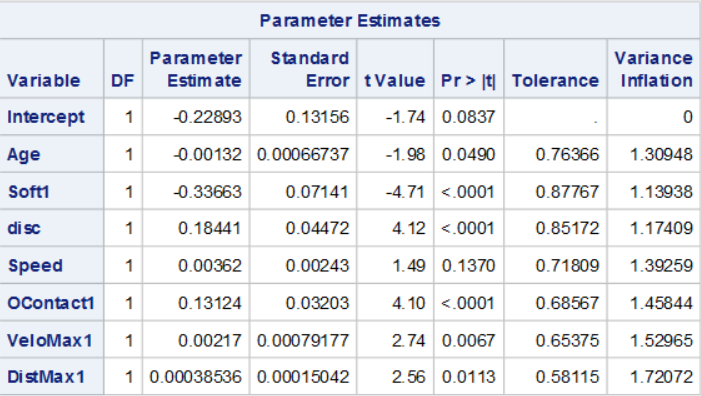 Parameter Estimates
Variable DF Parameter Estimate Standard Error t Value Pr > |t| Tolerance Variance Inflation
Intercept 1 -0.22893 0.13156 -1.74 0.0837 . 0
Age 1 -0.00132 0.00066737 -1.98 0.0490 0.76366 1.30948
Soft1 1 -0.33663 0.07141 -4.71 <.0001 0.87767 1.13938
disc 1 0.18441 0.04472 4.12 <.0001 0.85172 1.17409
Speed 1 0.00362 0.00243 1.49 0.1370 0.71809 1.39259
OContact1 1 0.13124 0.03203 4.10 <.0001 0.68567 1.45844
VeloMax1 1 0.00217 0.00079177 2.74 0.0067 0.65375 1.52965
DistMax1 1 0.00038536 0.00015042 2.56 0.0113 0.58115 1.72072